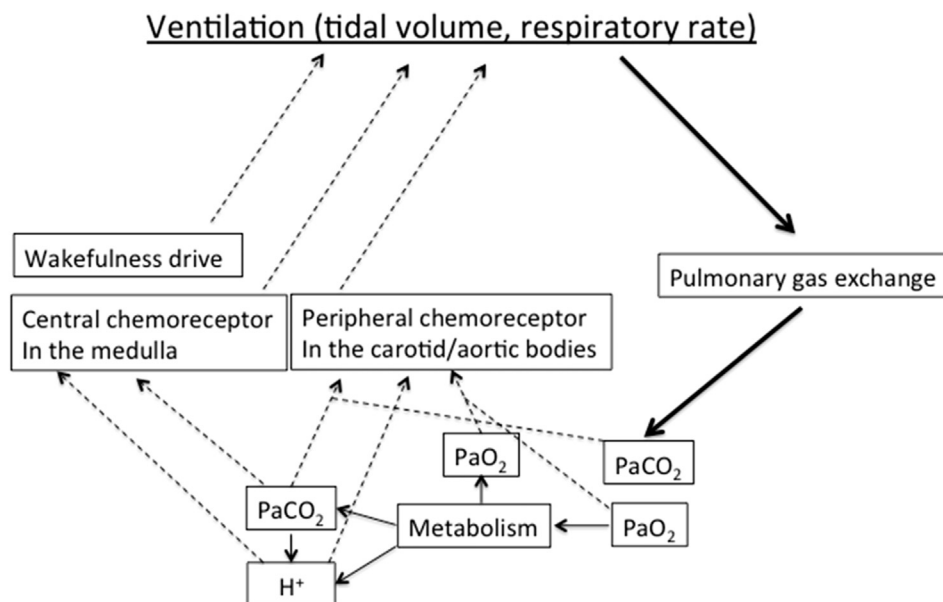 Ventilation (tidal volume, respiratory rate)
Wakefulness drive
Pulmonary gas exchange
Central chemoreceptor
In the medulla
Peripheral chemoreceptor
In the carotid/aortic bodies
PaO₂
PaCO₂
PaCO₂
Metabolism
PaO₂
H⁺